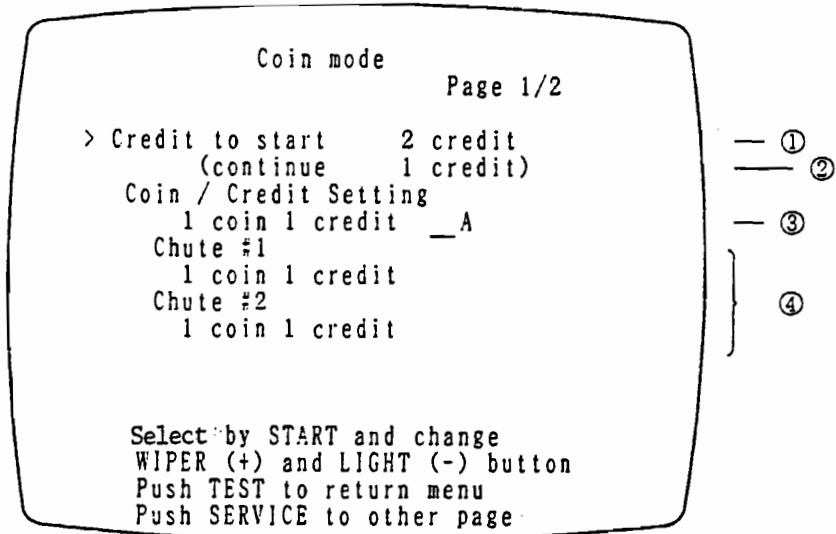 Coin mode
Page 1/2
> Credit to start 2 credit — ①
(continue 1 credit) — ②
Coin / Credit Setting
1 coin 1 credit __A — ③
Chute #1
1 coin 1 credit
Chute #2 ④
1 coin 1 credit
Select by START and change
WIPER (+) and LIGHT (-) button
Push TEST to return menu
Push SERVICE to other page